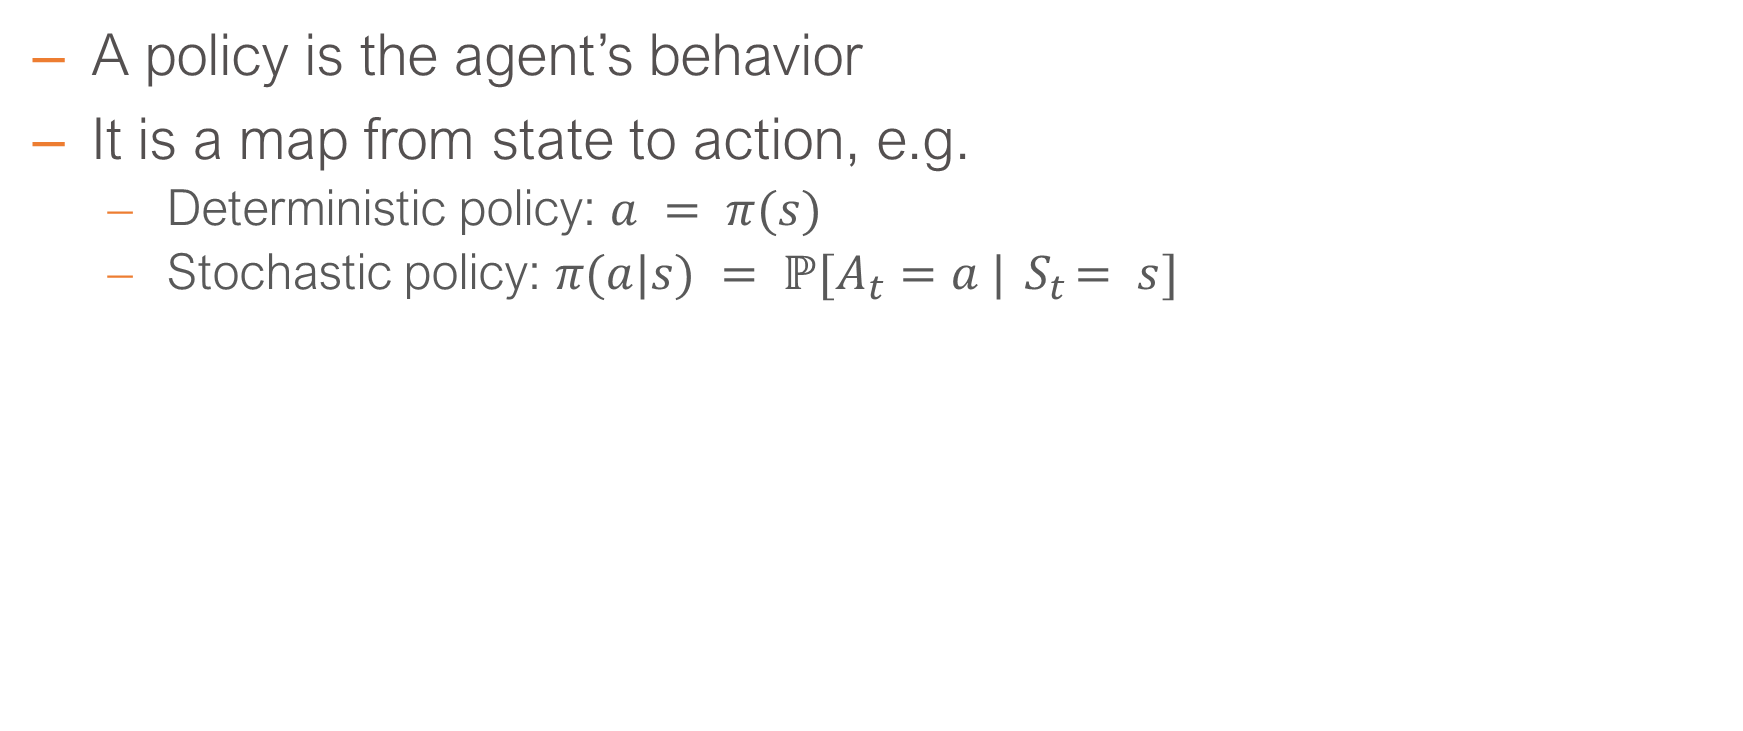 – A policy is the agent’s behavior
– It is a map from state to action, e.g.
– Deterministic policy: 𝑎 = 𝜋(𝑠)
– Stochastic policy: 𝜋(𝑎|𝑠) = ℙ[𝐴ₜ = 𝑎 | 𝑆ₜ = 𝑠]